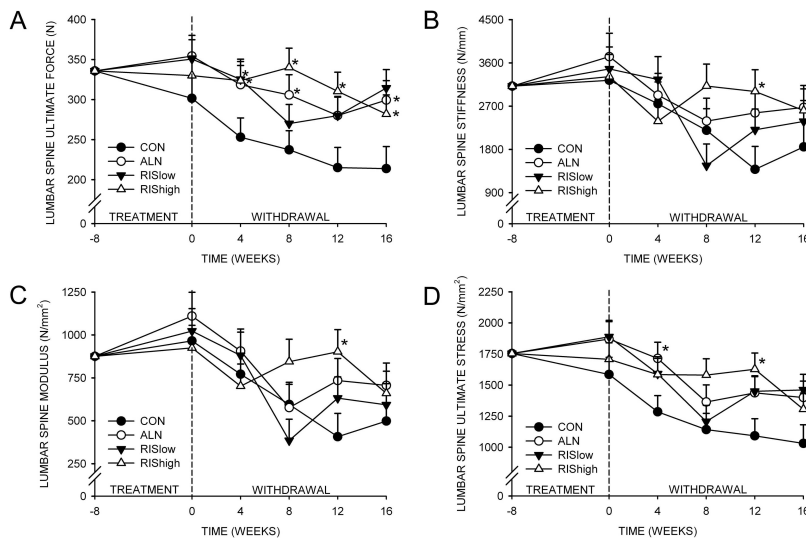 A
LUMBAR SPINE ULTIMATE FORCE (N)
400
350
300
250
200
0
*
*
*
*
*
*
*
CON
ALN
RISlow
RIShigh
TREATMENT
WITHDRAWAL
-8
0
4
8
12
16
TIME (WEEKS)
B
LUMBAR SPINE STIFFNESS (N/mm)
4500
3600
2700
1800
900
0
*
CON
ALN
RISlow
RIShigh
TREATMENT
WITHDRAWAL
-8
0
4
8
12
16
TIME (WEEKS)
C
LUMBAR SPINE MODULUS (N/mm²)
1250
1000
750
500
250
0
*
CON
ALN
RISlow
RIShigh
TREATMENT
WITHDRAWAL
-8
0
4
8
12
16
TIME (WEEKS)
D
LUMBAR SPINE ULTIMATE STRESS (N/mm²)
2250
2000
1750
1500
1250
1000
0
*
*
CON
ALN
RISlow
RIShigh
TREATMENT
WITHDRAWAL
-8
0
4
8
12
16
TIME (WEEKS)